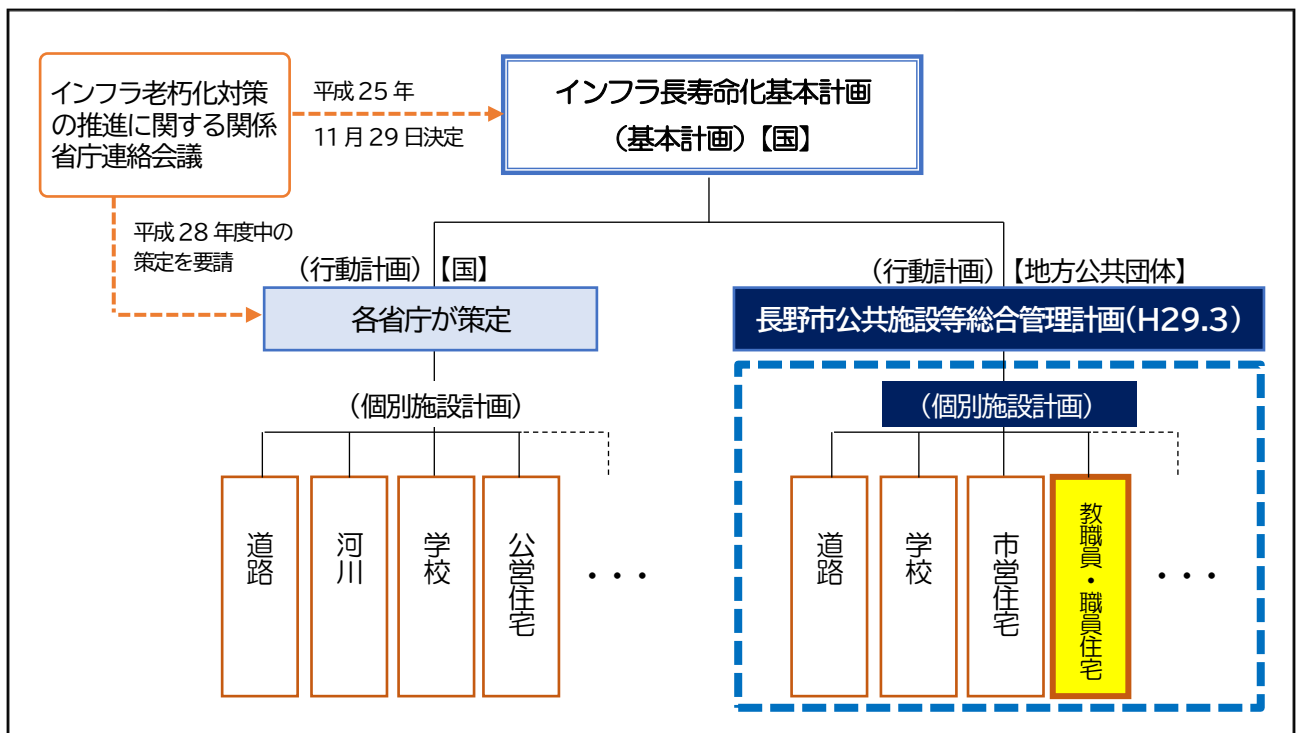 インフラ老朽化対策
の推進に関する関係
省庁連絡会議
平成25年
11月29日決定
インフラ長寿命化基本計画
（基本計画）【国】
平成28年度中の
策定を要請
（行動計画）【国】
各省庁が策定
（行動計画）【地方公共団体】
長野市公共施設等総合管理計画(H29.3)
（個別施設計画）
道路
河川
学校
公営住宅
・・・
（個別施設計画）
道路
学校
市営住宅
教職員・職員住宅
・・・